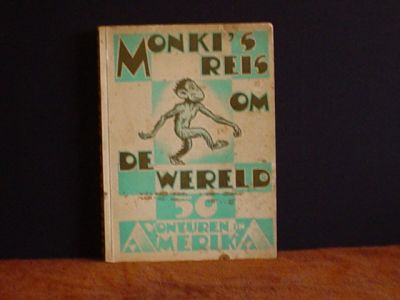 MONKI'S
REIS
OM
DE
WERELD
50
AVONTUREN IN
AMERIKA